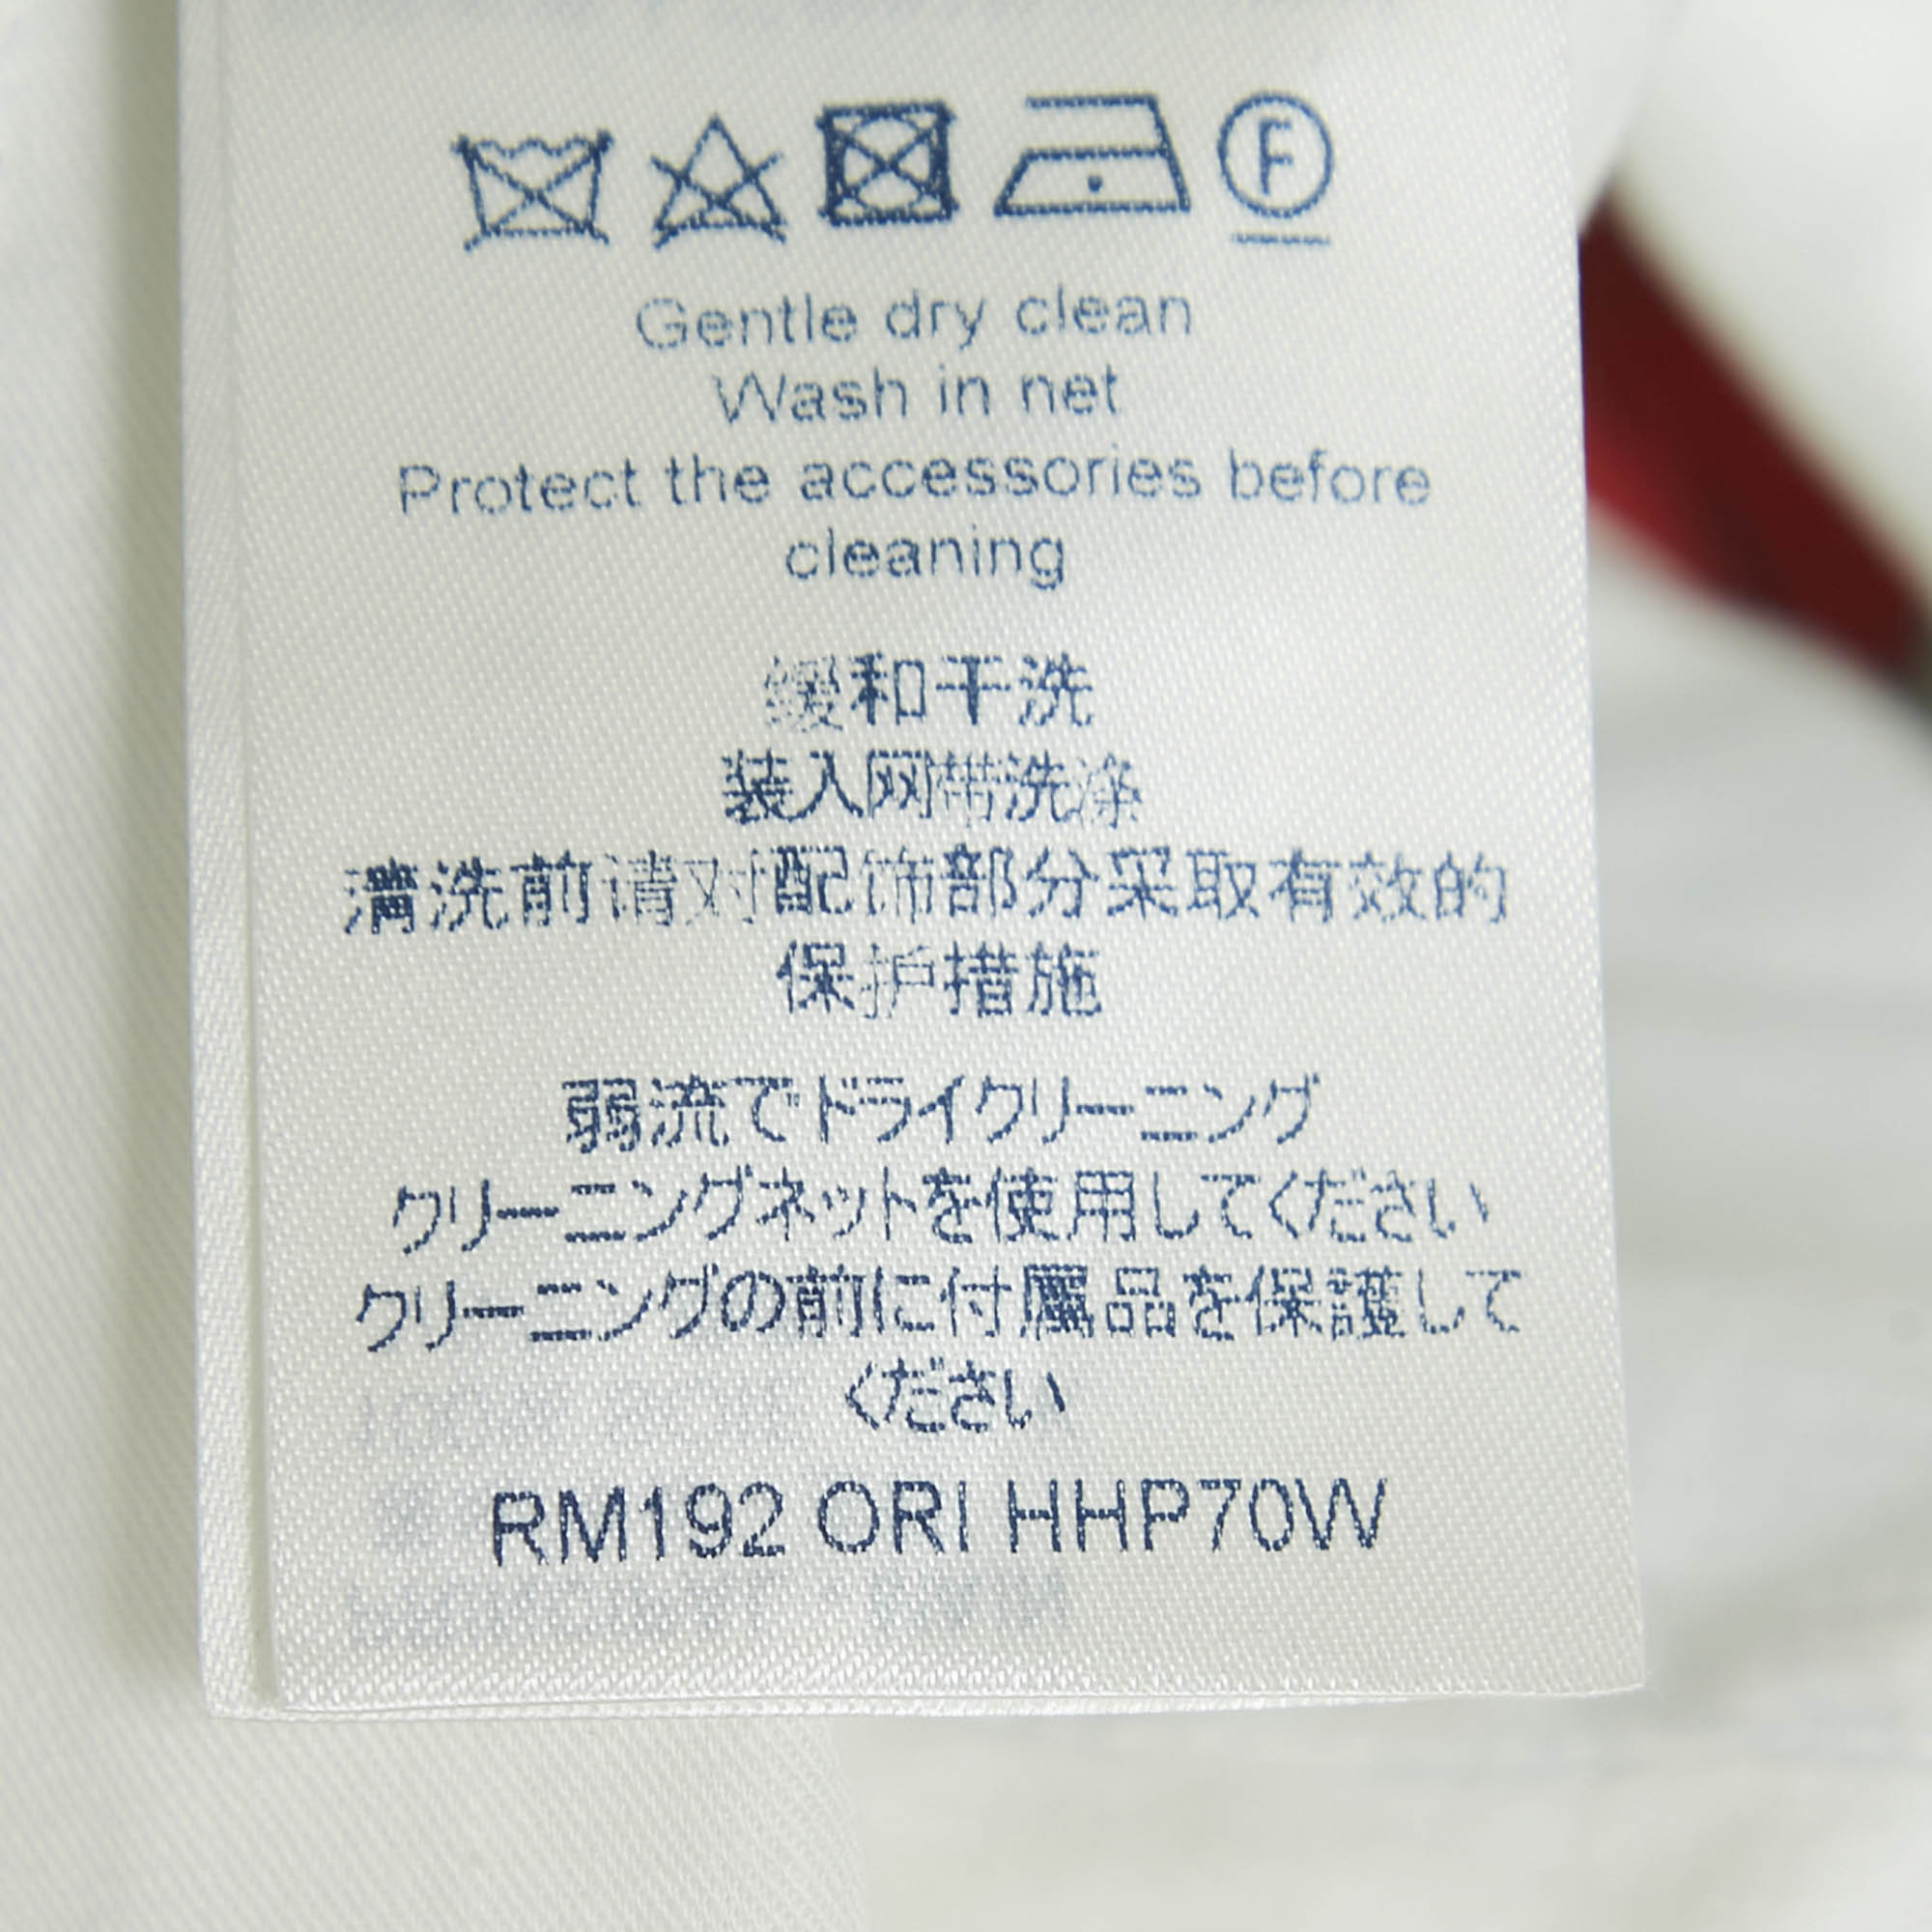 F
Gentle dry clean
Wash in net
Protect the accessories before
cleaning
缓和干洗
装入网带洗涤
清洗前请对配饰部分采取有效的
保护措施
弱流でドライクリーニング
クリーニングネットを使用してください
クリーニングの前に付属品を保護して
ください
RM192 ORI HHP70W